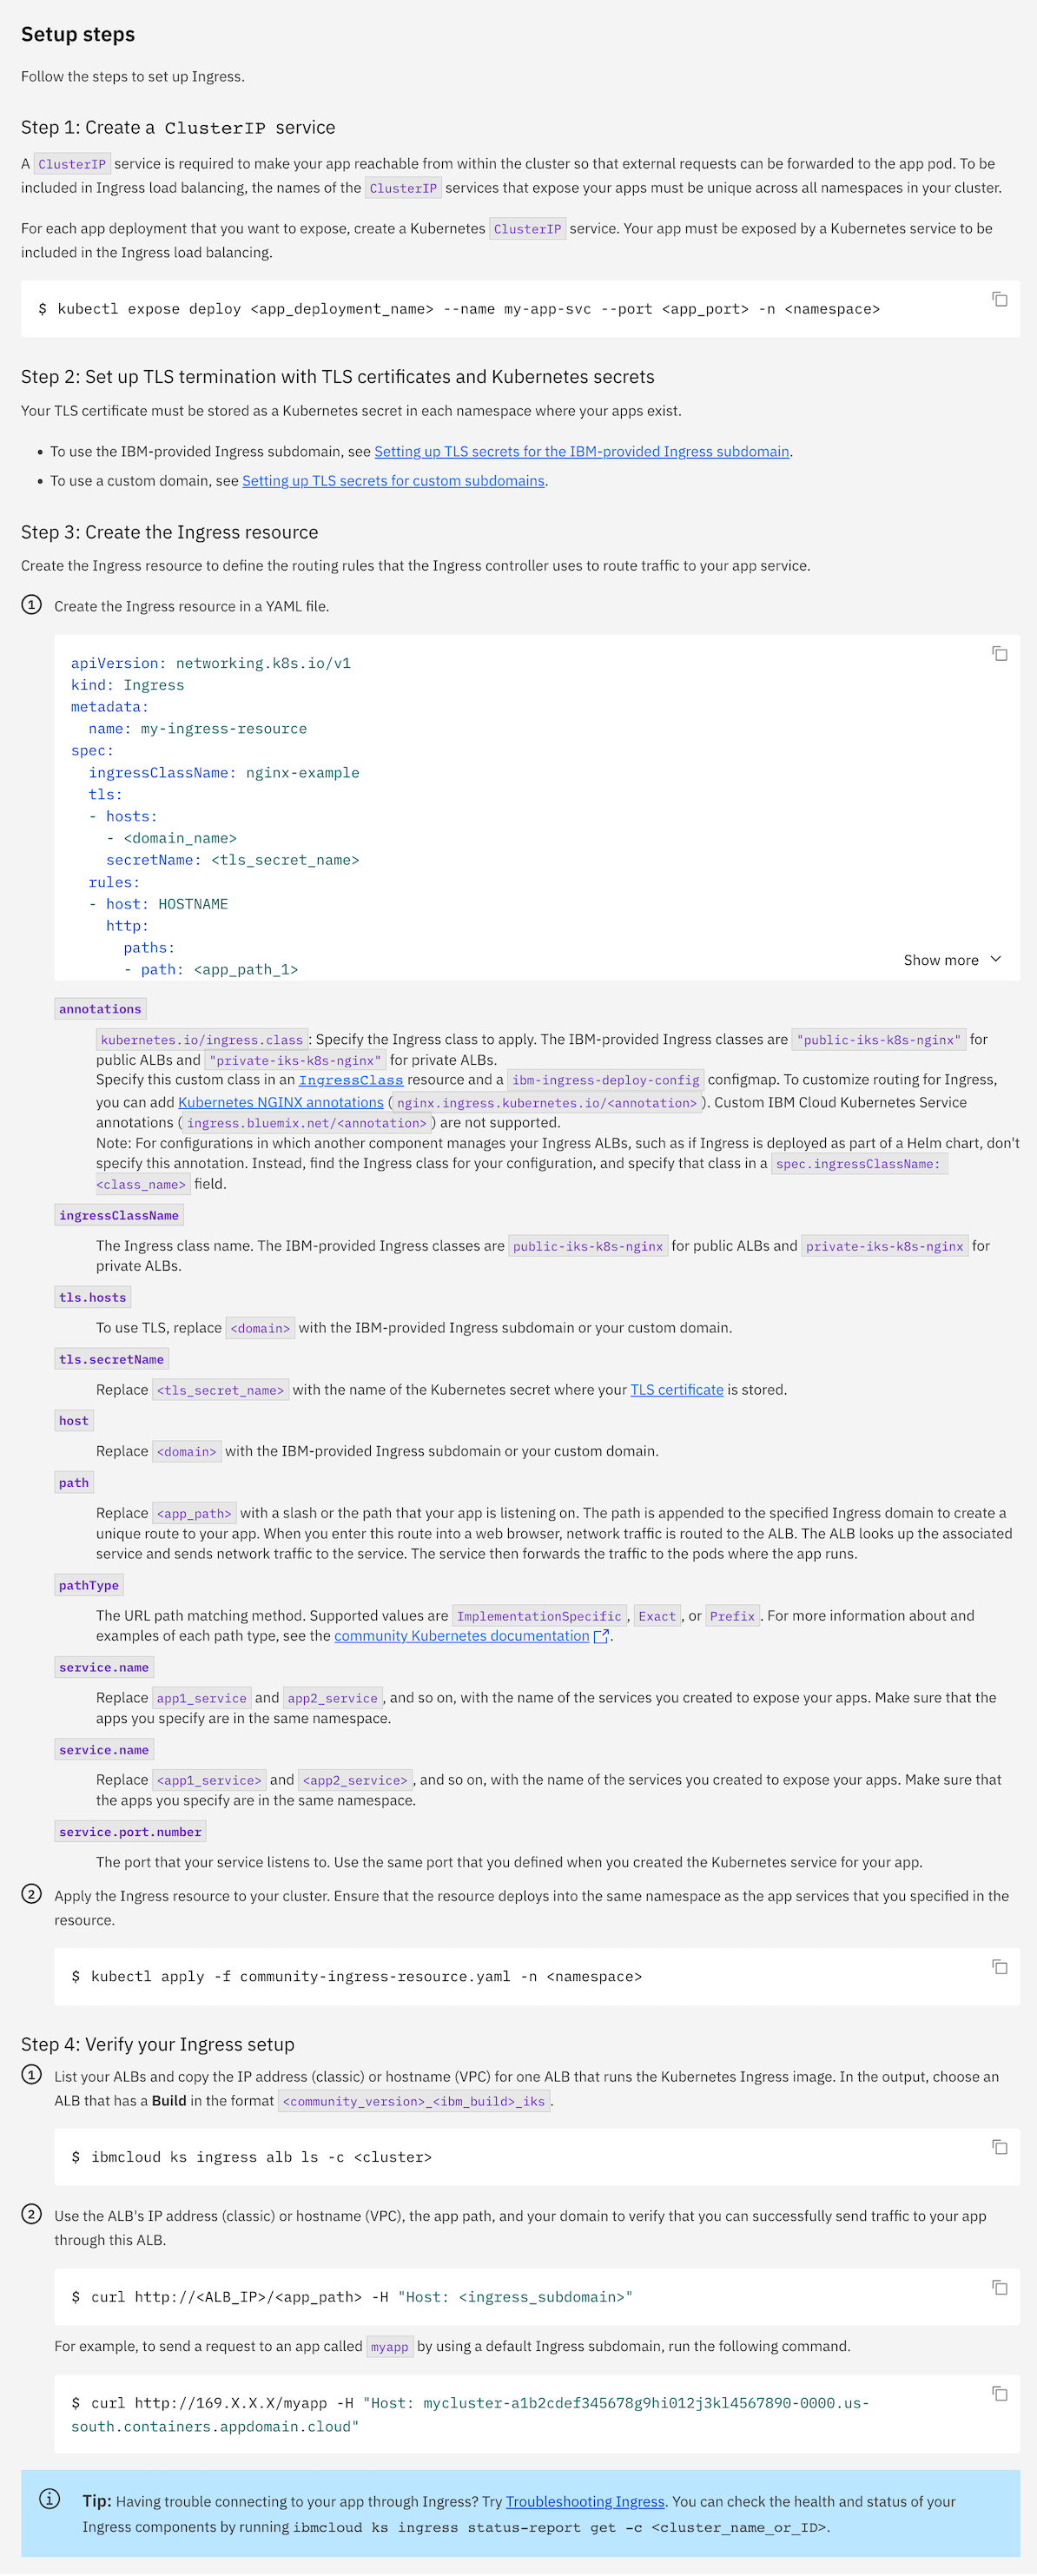 Setup steps
Follow the steps to set up Ingress.
Step 1: Create a ClusterIP service
A ClusterIP service is required to make your app reachable from within the cluster so that external requests can be forwarded to the app pod. To be
included in Ingress load balancing, the names of the ClusterIP services that expose your apps must be unique across all namespaces in your cluster.
For each app deployment that you want to expose, create a Kubernetes ClusterIP service. Your app must be exposed by a Kubernetes service to be
included in the Ingress load balancing.
$ kubectl expose deploy <app_deployment_name> --name my-app-svc --port <app_port> -n <namespace>
Step 2: Set up TLS termination with TLS certificates and Kubernetes secrets
Your TLS certificate must be stored as a Kubernetes secret in each namespace where your apps exist.
• To use the IBM-provided Ingress subdomain, see Setting up TLS secrets for the IBM-provided Ingress subdomain.
• To use a custom domain, see Setting up TLS secrets for custom subdomains.
Step 3: Create the Ingress resource
Create the Ingress resource to define the routing rules that the Ingress controller uses to route traffic to your app service.
1 Create the Ingress resource in a YAML file.
apiVersion: networking.k8s.io/v1
kind: Ingress
metadata:
  name: my-ingress-resource
spec:
  ingressClassName: nginx-example
  tls:
  - hosts:
    - <domain_name>
    secretName: <tls_secret_name>
  rules:
  - host: HOSTNAME
    http:
      paths:
      - path: <app_path_1>
Show more
annotations
kubernetes.io/ingress.class: Specify the Ingress class to apply. The IBM-provided Ingress classes are "public-iks-k8s-nginx" for
public ALBs and "private-iks-k8s-nginx" for private ALBs.
Specify this custom class in an IngressClass resource and a ibm-ingress-deploy-config configmap. To customize routing for Ingress,
you can add Kubernetes NGINX annotations (nginx.ingress.kubernetes.io/<annotation>). Custom IBM Cloud Kubernetes Service
annotations (ingress.bluemix.net/<annotation>) are not supported.
Note: For configurations in which another component manages your Ingress ALBs, such as if Ingress is deployed as part of a Helm chart, don't
specify this annotation. Instead, find the Ingress class for your configuration, and specify that class in a spec.ingressClassName:
<class_name> field.
ingressClassName
The Ingress class name. The IBM-provided Ingress classes are public-iks-k8s-nginx for public ALBs and private-iks-k8s-nginx for
private ALBs.
tls.hosts
To use TLS, replace <domain> with the IBM-provided Ingress subdomain or your custom domain.
tls.secretName
Replace <tls_secret_name> with the name of the Kubernetes secret where your TLS certificate is stored.
host
Replace <domain> with the IBM-provided Ingress subdomain or your custom domain.
path
Replace <app_path> with a slash or the path that your app is listening on. The path is appended to the specified Ingress domain to create a
unique route to your app. When you enter this route into a web browser, network traffic is routed to the ALB. The ALB looks up the associated
service and sends network traffic to the service. The service then forwards the traffic to the pods where the app runs.
pathType
The URL path matching method. Supported values are ImplementationSpecific, Exact, or Prefix. For more information about and
examples of each path type, see the community Kubernetes documentation.
service.name
Replace app1_service and app2_service, and so on, with the name of the services you created to expose your apps. Make sure that the
apps you specify are in the same namespace.
service.name
Replace <app1_service> and <app2_service>, and so on, with the name of the services you created to expose your apps. Make sure that
the apps you specify are in the same namespace.
service.port.number
The port that your service listens to. Use the same port that you defined when you created the Kubernetes service for your app.
2 Apply the Ingress resource to your cluster. Ensure that the resource deploys into the same namespace as the app services that you specified in the
resource.
$ kubectl apply -f community-ingress-resource.yaml -n <namespace>
Step 4: Verify your Ingress setup
1 List your ALBs and copy the IP address (classic) or hostname (VPC) for one ALB that runs the Kubernetes Ingress image. In the output, choose an
ALB that has a Build in the format <community_version>_<ibm_build>_iks.
$ ibmcloud ks ingress alb ls -c <cluster>
2 Use the ALB's IP address (classic) or hostname (VPC), the app path, and your domain to verify that you can successfully send traffic to your app
through this ALB.
$ curl http://<ALB_IP>/<app_path> -H "Host: <ingress_subdomain>"
For example, to send a request to an app called myapp by using a default Ingress subdomain, run the following command.
$ curl http://169.X.X.X/myapp -H "Host: mycluster-a1b2cdef345678g9hi012j3kl4567890-0000.us-
south.containers.appdomain.cloud"
Tip: Having trouble connecting to your app through Ingress? Try Troubleshooting Ingress. You can check the health and status of your
Ingress components by running ibmcloud ks ingress status-report get -c <cluster_name_or_ID>.